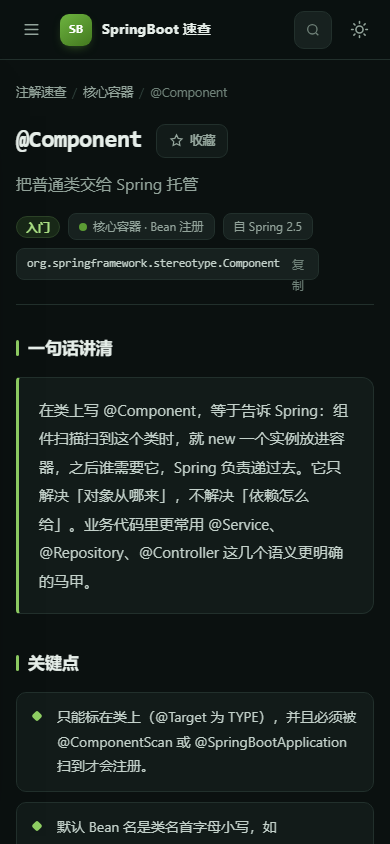 SB SpringBoot 速查
注解速查 / 核心容器 / @Component
@Component 收藏
把普通类交给 Spring 托管
入门 核心容器 · Bean 注册 自 Spring 2.5
org.springframework.stereotype.Component 复制
一句话讲清
在类上写 @Component，等于告诉 Spring：组
件扫描扫到这个类时，就 new 一个实例放进容
器，之后谁需要它，Spring 负责递过去。它只
解决「对象从哪来」，不解决「依赖怎么
给」。业务代码里更常用 @Service、
@Repository、@Controller 这几个语义更明确
的马甲。
关键点
只能标在类上（@Target 为 TYPE），并且必须被
@ComponentScan 或 @SpringBootApplication
扫到才会注册。
默认 Bean 名是类名首字母小写，如